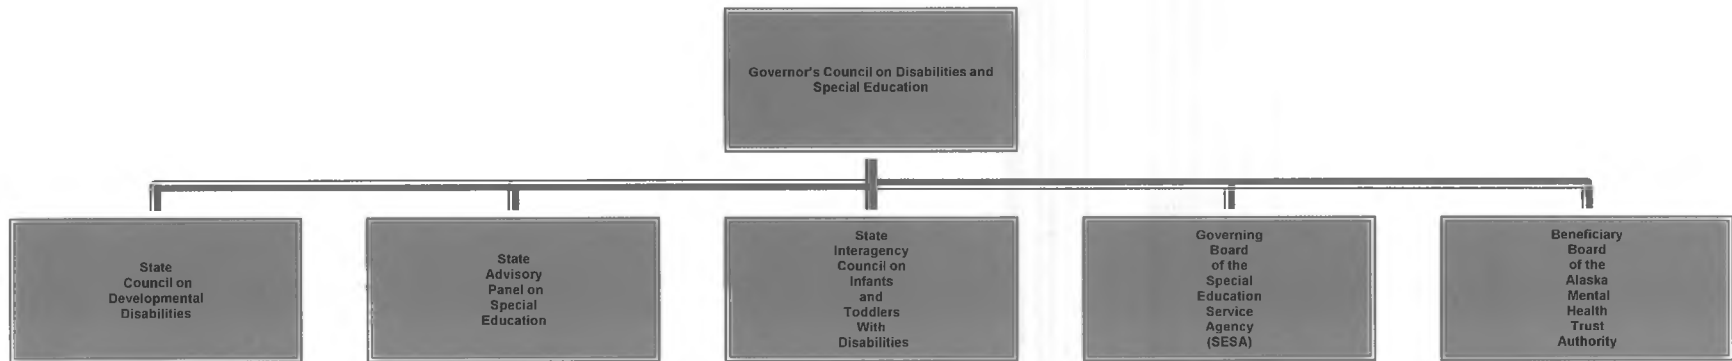 Governor's Council on Disabilities and
Special Education
State
Council on
Developmental
Disabilities
State
Advisory
Panel on
Special
Education
State
Interagency
Council on
Infants
and
Toddlers
With
Disabilities
Governing
Board
of the
Special
Education
Service
Agency
(SESA)
Beneficiary
Board
of the
Alaska
Mental
Health
Trust
Authority